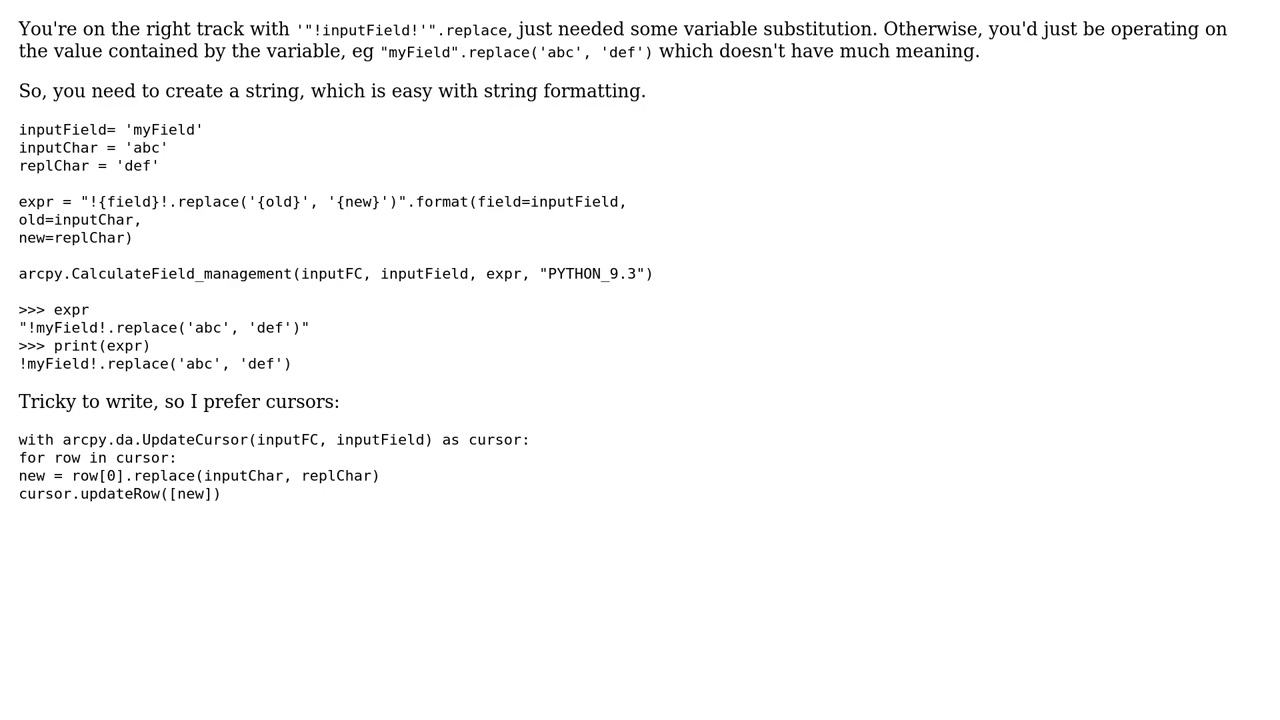 You're on the right track with '"!inputField!'".replace, just needed some variable substitution. Otherwise, you'd just be operating on
the value contained by the variable, eg "myField".replace('abc', 'def') which doesn't have much meaning.
So, you need to create a string, which is easy with string formatting.
inputField= 'myField'
inputChar = 'abc'
replChar = 'def'
expr = "!{field}!.replace('{old}', '{new}')".format(field=inputField,
old=inputChar,
new=replChar)
arcpy.CalculateField_management(inputFC, inputField, expr, "PYTHON_9.3")
>>> expr
"!myField!.replace('abc', 'def')"
>>> print(expr)
!myField!.replace('abc', 'def')
Tricky to write, so I prefer cursors:
with arcpy.da.UpdateCursor(inputFC, inputField) as cursor:
for row in cursor:
new = row[0].replace(inputChar, replChar)
cursor.updateRow([new])